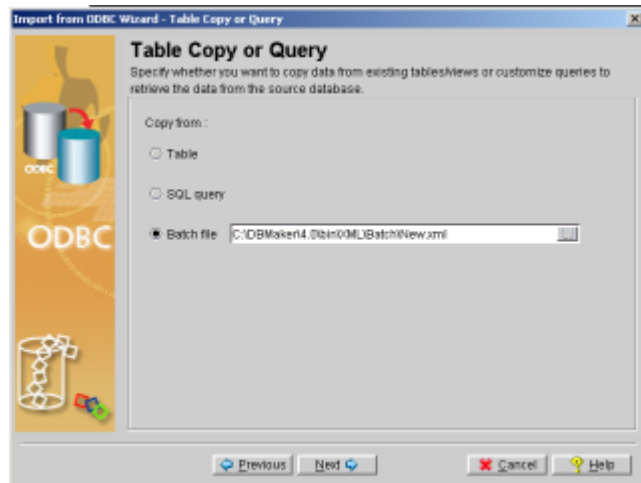 Import from ODBC Wizard - Table Copy or Query
Table Copy or Query
Specify whether you want to copy data from existing tables/views or customize queries to
retrieve the data from the source database.
Copy from :
Table
SQL query
Batch file C:\DBMaker\4.0\bin\XML\Batch\New.xml ...
ODBC
ODBC
Previous Next Cancel Help